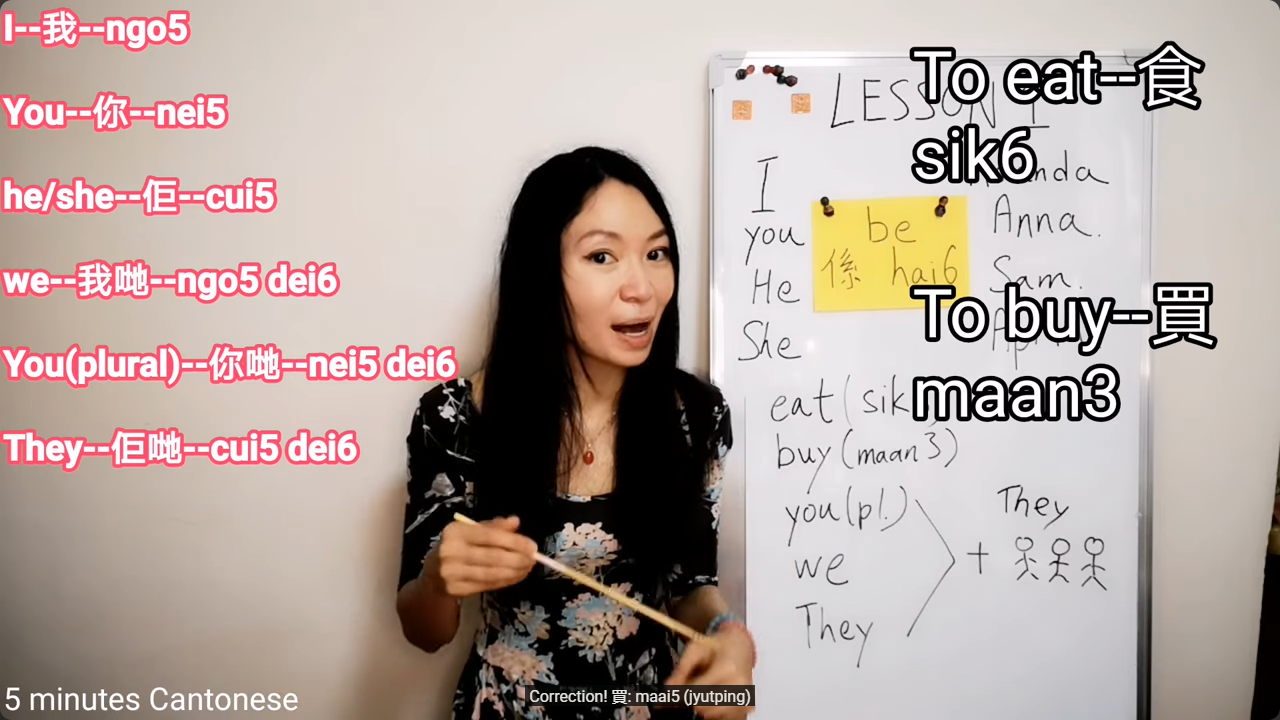 I--我--ngo5
You--你--nei5
he/she--佢--cui5
we--我哋--ngo5 dei6
You(plural)--你哋--nei5 dei6
They--佢哋--cui5 dei6
To eat--食
sik6
To buy--買
maan3
LESSON 1
I
you
He
She
be
係 hai6
Anna.
Sam.
eat (sik
buy (maan3)
you (pl.)
we
They
+
They
5 minutes Cantonese
Correction! 買: maai5 (jyutping)